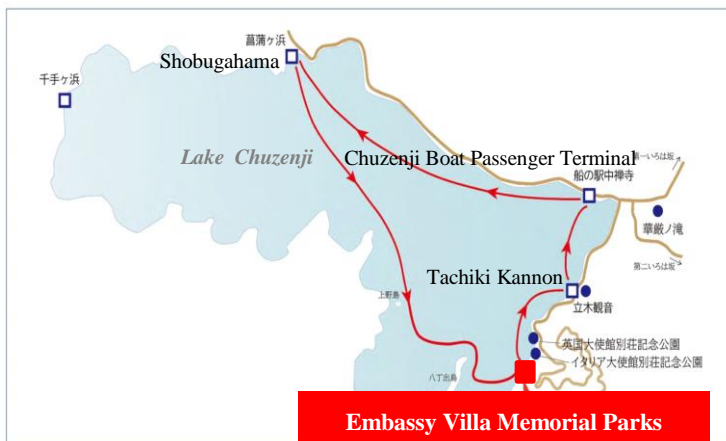 菖蒲ヶ浜
Shobugahama
千手ヶ浜
Lake Chuzenji
Chuzenji Boat Passenger Terminal
船の駅中禅寺
第一いろは坂
華厳ノ滝
第二いろは坂
Tachiki Kannon
立木観音
上野島
英国大使館別荘記念公園
イタリア大使館別荘記念公園
八丁出島
Embassy Villa Memorial Parks